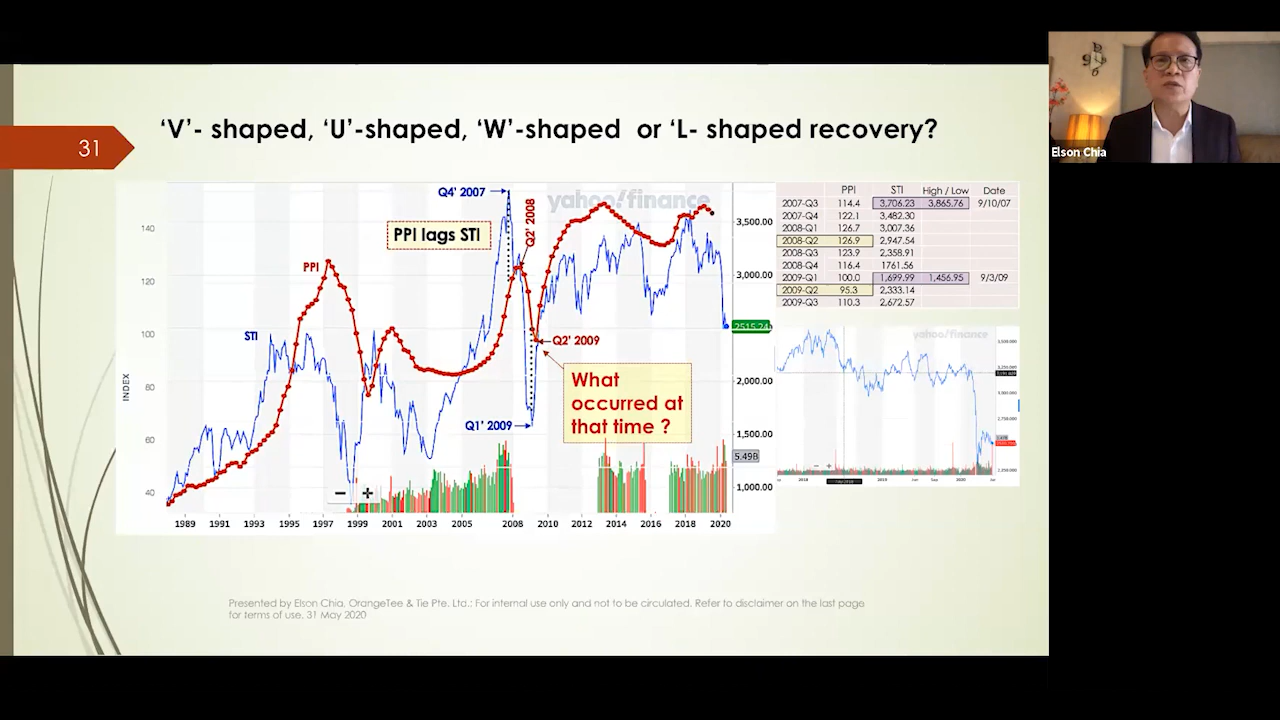 31
‘V’- shaped, ‘U’-shaped, ‘W’-shaped or ‘L- shaped recovery?
Elson Chia
yahoo!finance
Q4' 2007
Q2' 2008
PPI lags STI
PPI
STI
Q2' 2009
What
occurred at
that time ?
Q1' 2009
INDEX
140
120
100
80
60
40
3,500.00
3,000.00
2515.24
2,000.00
1,500.00
5.49B
1,000.00
1989 1991 1993 1995 1997 1999 2001 2003 2005 2008 2010 2012 2014 2016 2018 2020
PPI STI High / Low Date
2007-Q3 114.4 3,706.23 3,865.76 9/10/07
2007-Q4 122.1 3,482.30
2008-Q1 126.7 3,007.36
2008-Q2 126.9 2,947.54
2008-Q3 123.9 2,358.91
2008-Q4 116.4 1761.56
2009-Q1 100.0 1,699.99 1,456.95 9/3/09
2009-Q2 95.3 2,333.14
2009-Q3 110.3 2,672.57
yahoo!finance
Presented by Elson Chia, OrangeTee & Tie Pte. Ltd.: For internal use only and not to be circulated. Refer to disclaimer on the last page
for terms of use. 31 May 2020